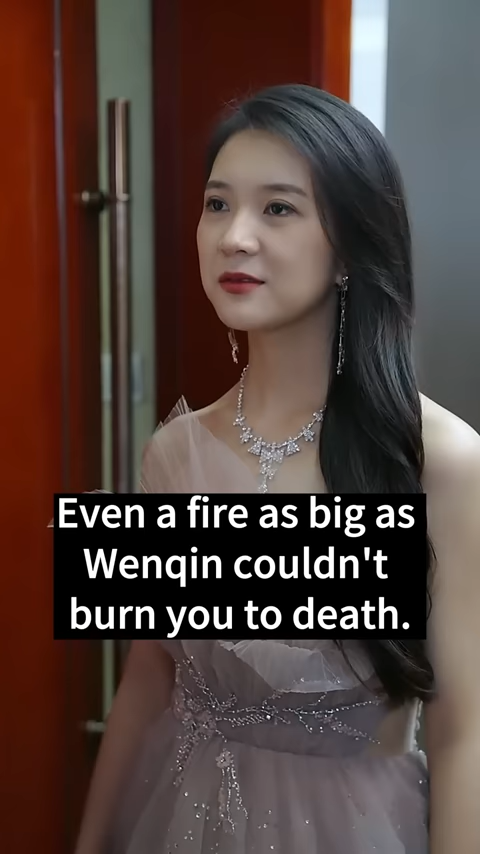 Even a fire as big as
Wenqin couldn't
burn you to death.